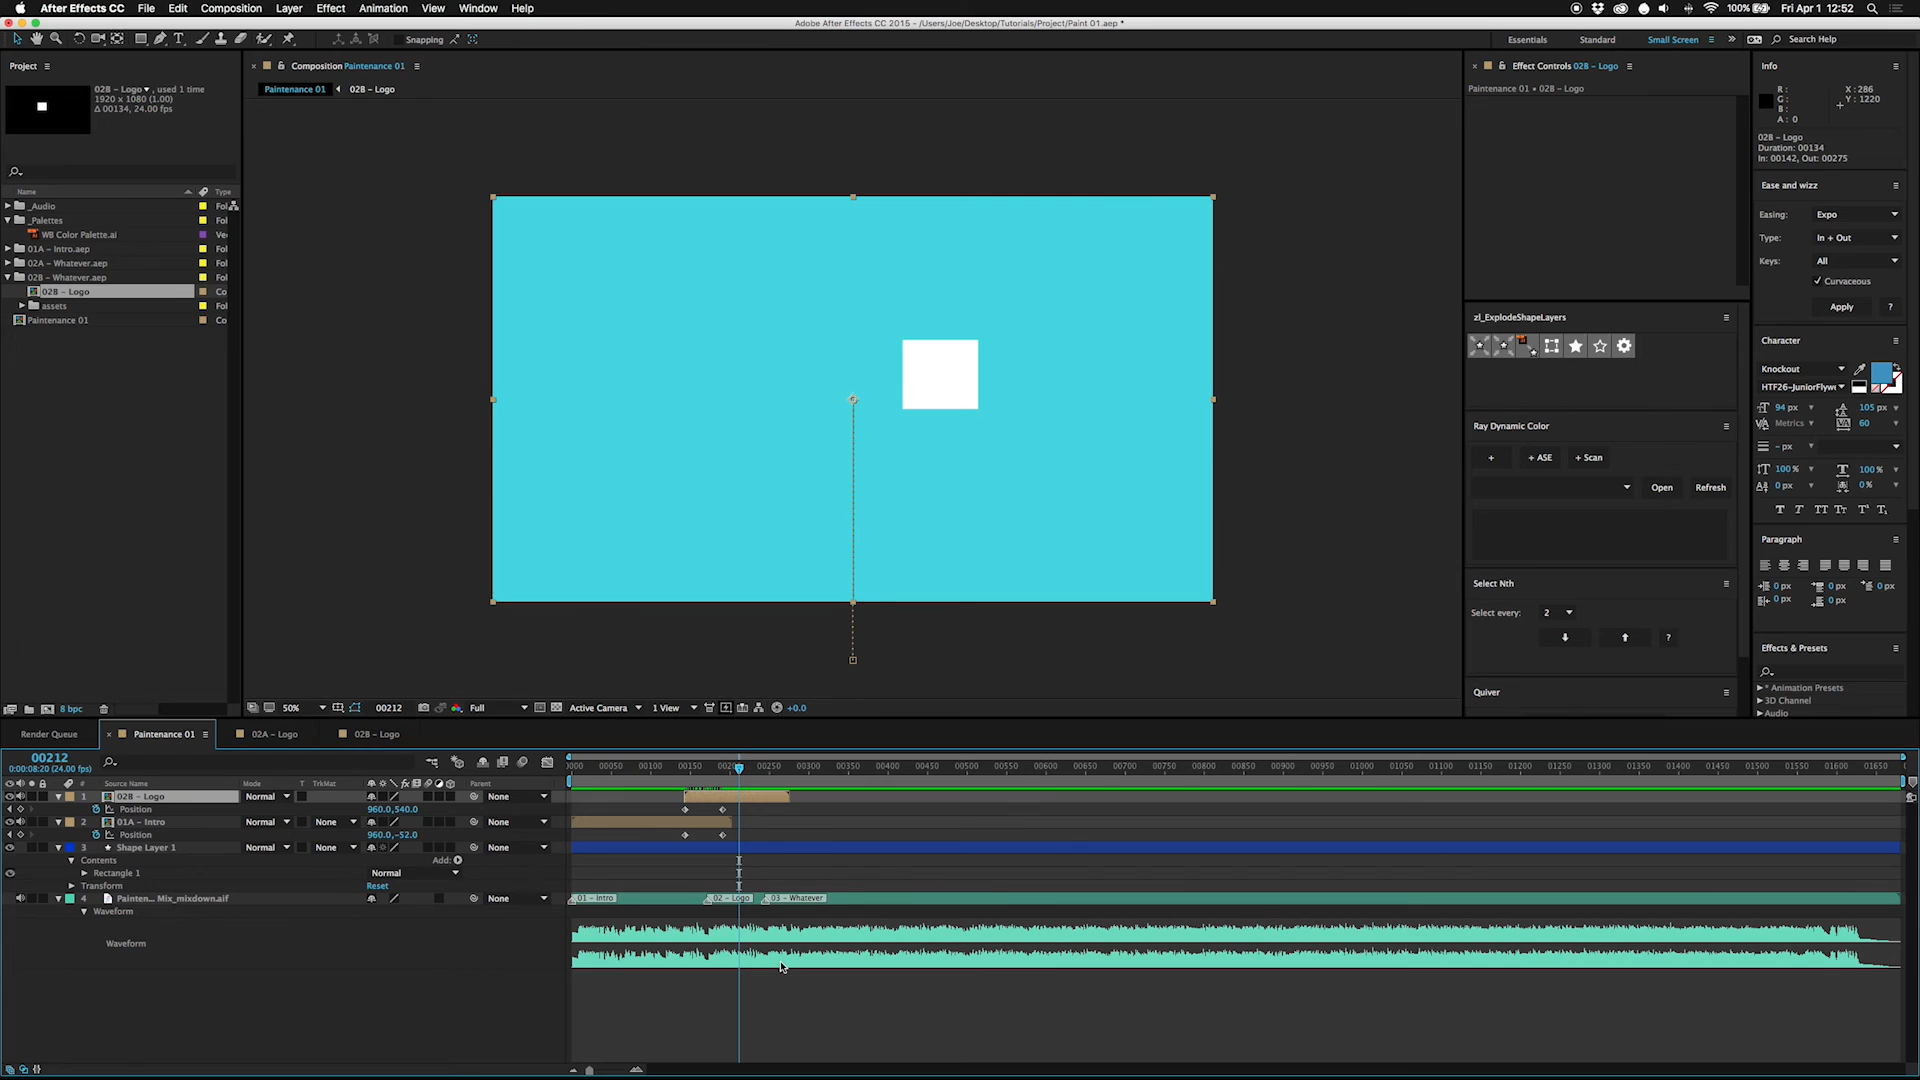 After Effects CC File Edit Composition Layer Effect Animation View Window Help
100% Fri Apr 1 12:52
Adobe After Effects CC 2015 - /Users/Joe/Desktop/Tutorials/Project/Paint 01.aep *
Snapping
Essentials Standard Small Screen Search Help
Project
02B – Logo , used 1 time
1920 x 1080 (1.00)
Δ 00134, 24.00 fps
Name Type
_Audio Fol
_Palettes Fol
WB Color Palette.ai Vec
01A – Intro.aep Fol
02A – Whatever.aep Fol
02B – Whatever.aep Fol
02B – Logo Co
assets Fol
Paintenance 01 Co
8 bpc
Composition Paintenance 01
Paintenance 01 02B – Logo
50% 00212 Full Active Camera 1 View +0.0
Effect Controls 02B – Logo
Paintenance 01 • 02B – Logo
zl_ExplodeShapeLayers
Ray Dynamic Color
+ + ASE + Scan
Open Refresh
Select Nth
Select every: 2
?
Quiver
Info
R: X: 286
G: Y: 1220
B:
A: 0
02B – Logo
Duration: 00134
In: 00142, Out: 00275
Ease and wizz
Easing: Expo
Type: In + Out
Keys: All
Curvaceous
Apply ?
Character
Knockout
HTF26-JuniorFlyw
94 px 105 px
Metrics 60
– px
100% 100%
0 px 0%
T T TT Tт T¹ T₁
Paragraph
0 px 0 px 0 px
0 px 0 px
Effects & Presets
* Animation Presets
3D Channel
Audio
Render Queue Paintenance 01 02A – Logo 02B – Logo
00212
0:00:08:20 (24.00 fps)
# Source Name Mode T TrkMat Parent
0000 00050 00100 00150 0020 00250 00300 00350 00400 00450 00500 00550 00600 00650 00700 00750 00800 00850 00900 00950 01000 01050 01100 01150 01200 01250 01300 01350 01400 01450 01500 01550 01600 01650
1 02B – Logo Normal None
Position 960.0,540.0
2 01A – Intro Normal None None
Position 960.0,-52.0
3 Shape Layer 1 Normal None None
Contents Add:
Rectangle 1 Normal
Transform Reset
4 Painten... Mix_mixdown.aif None
01 – Intro 02 – Logo 03 – Whatever
Waveform
Waveform